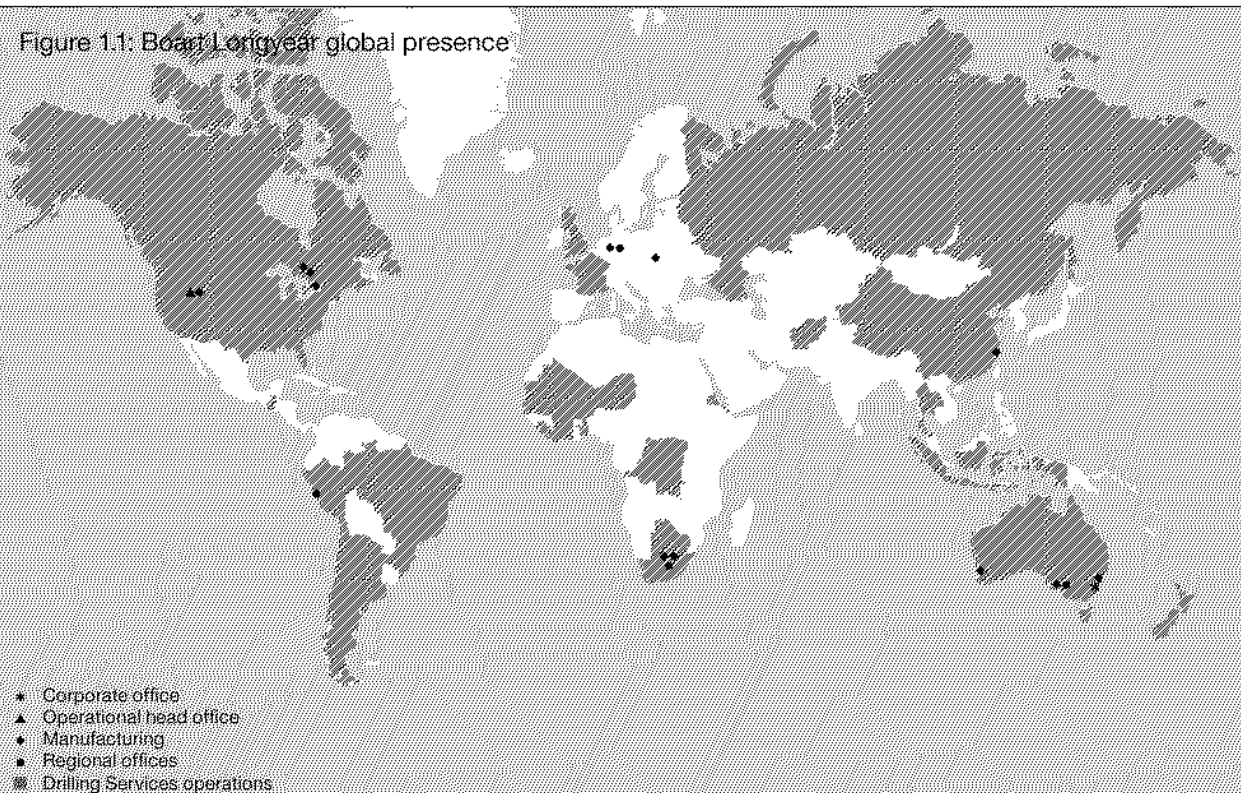 Figure 1.1: Boart Longyear global presence
Corporate office
Operational head office
Manufacturing
Regional offices
Drilling Services operations